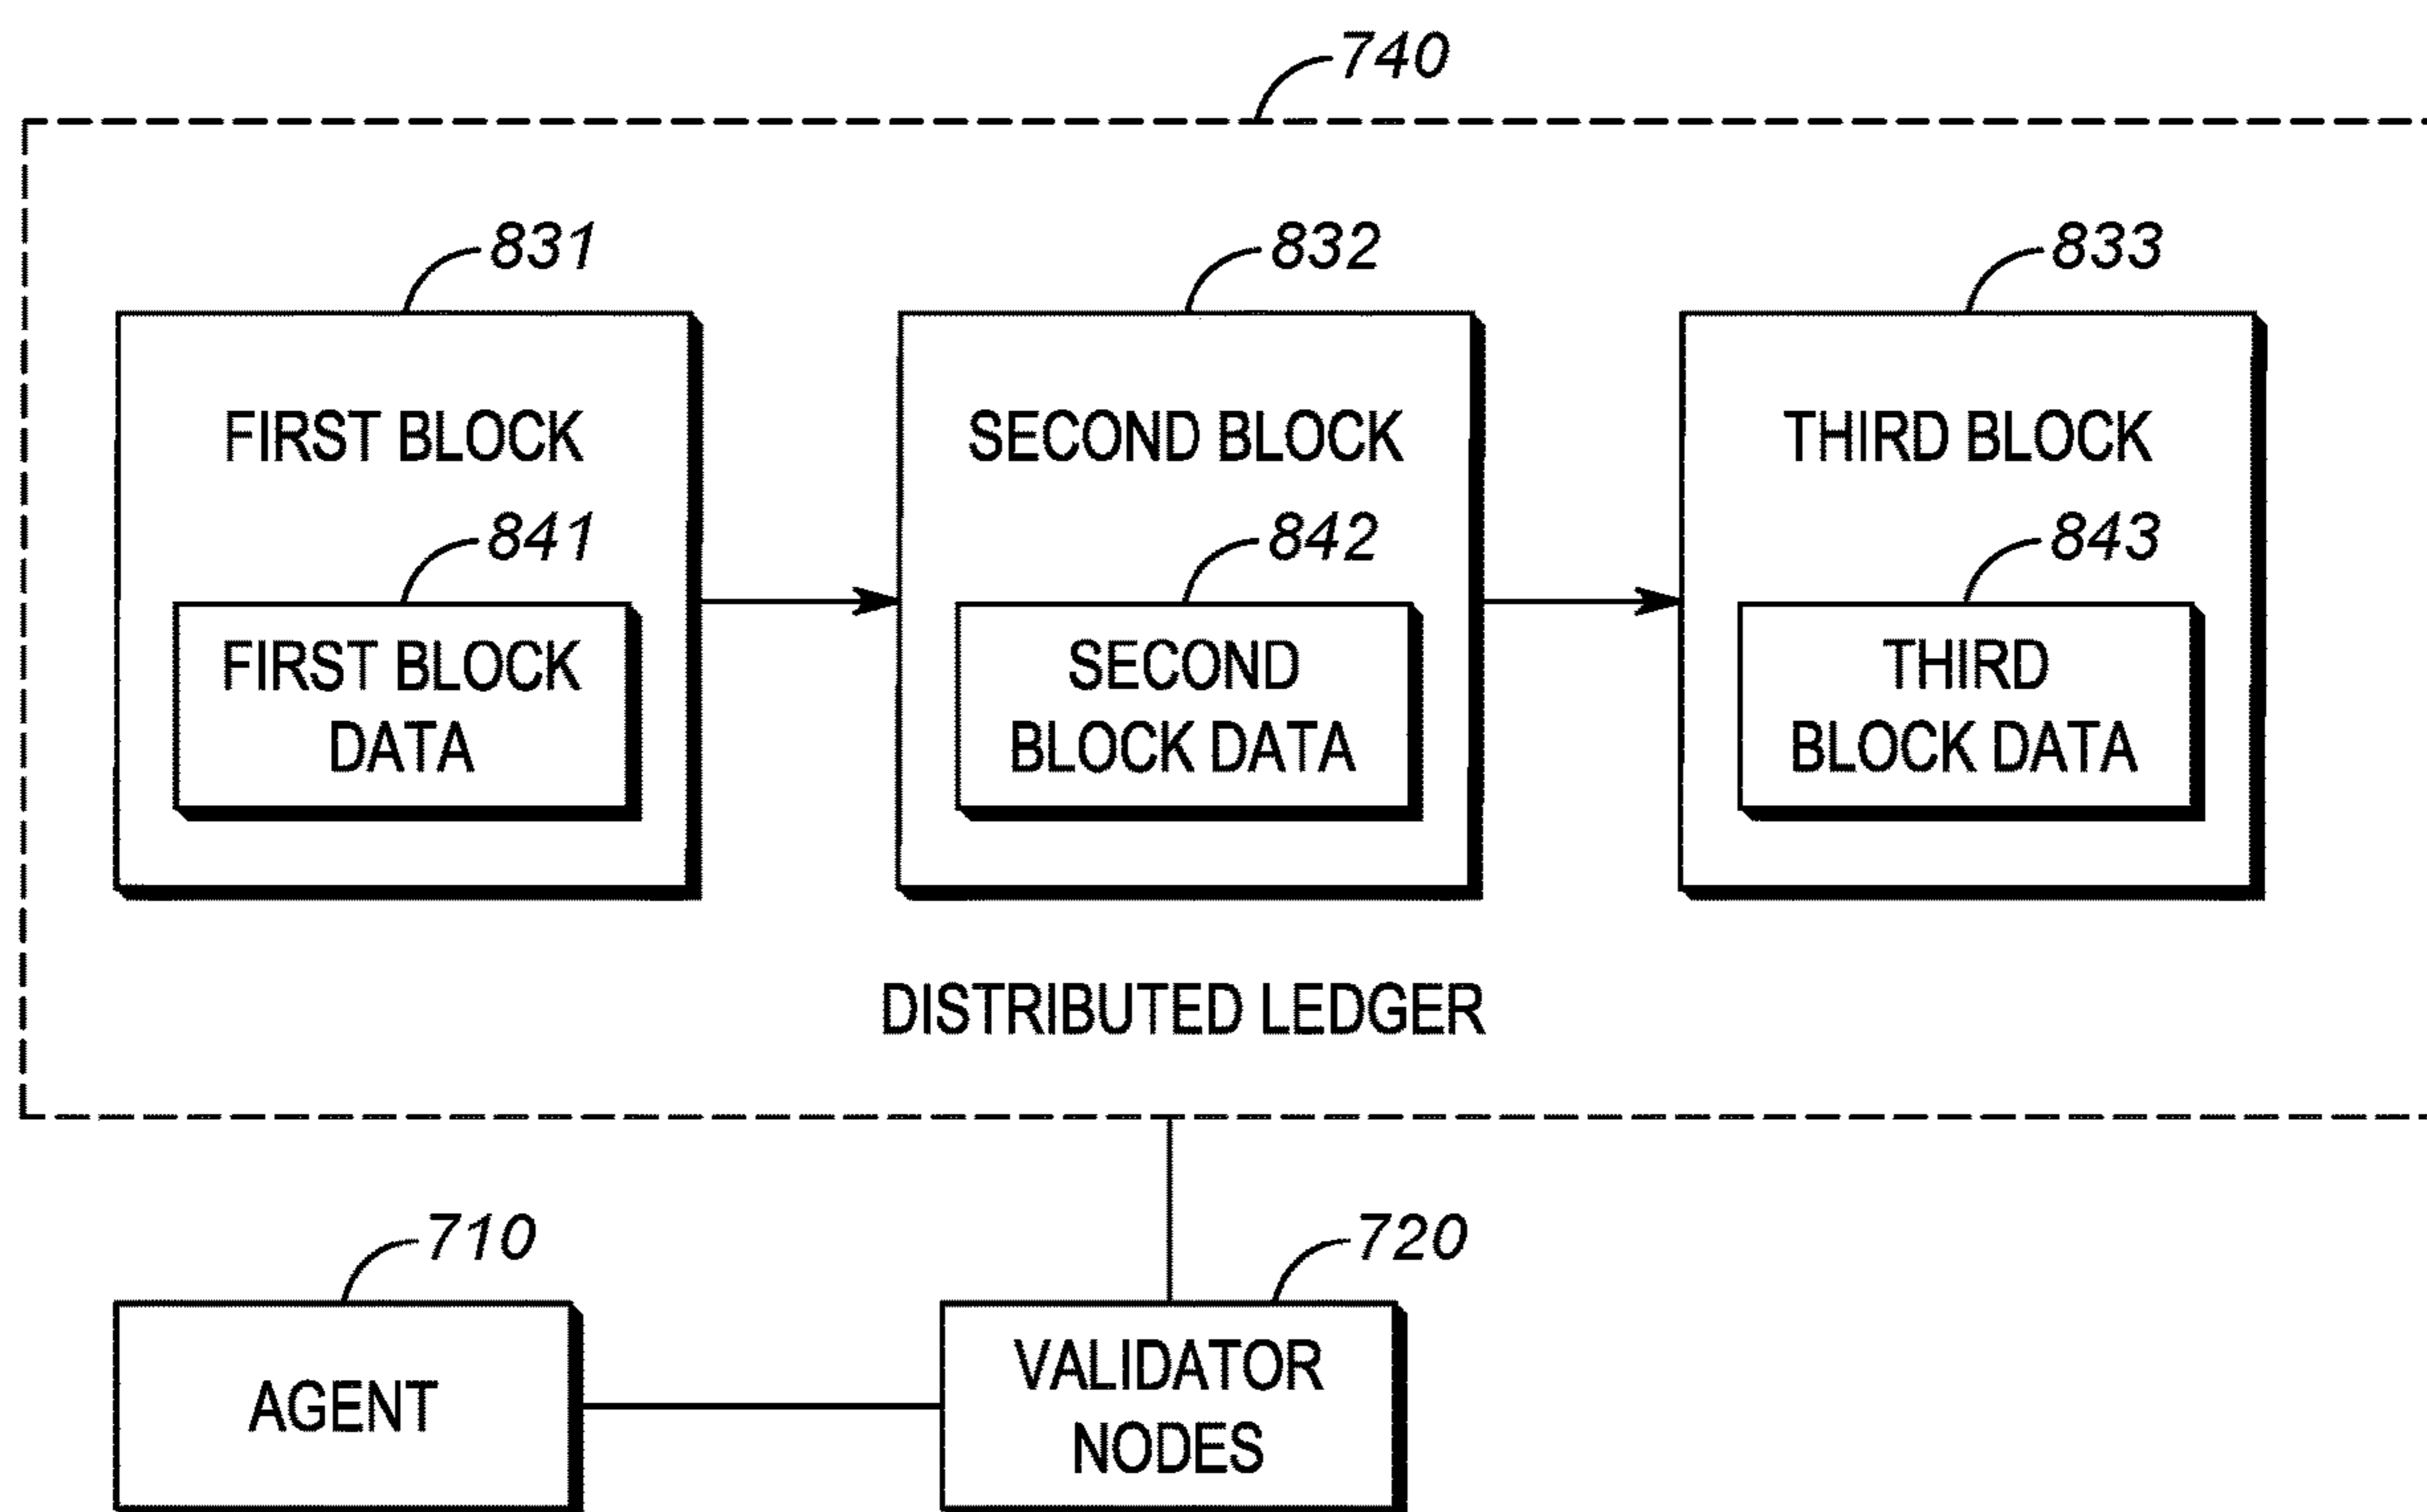 740
831
832
833
FIRST BLOCK
SECOND BLOCK
THIRD BLOCK
841
842
843
FIRST BLOCK
DATA
SECOND
BLOCK DATA
THIRD
BLOCK DATA
DISTRIBUTED LEDGER
710
720
AGENT
VALIDATOR
NODES